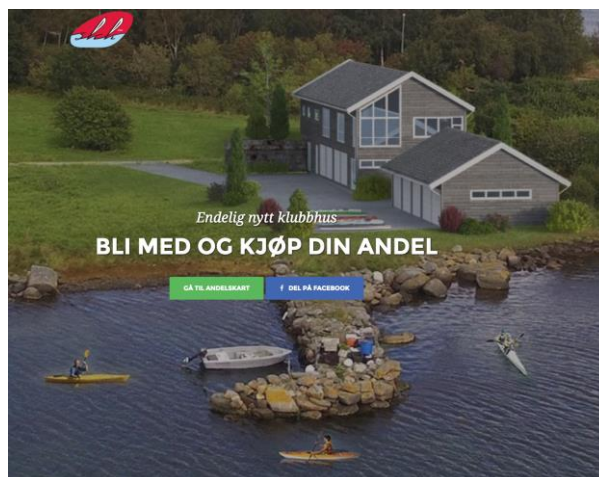 Endelig nytt klubbhus
BLI MED OG KJØP DIN ANDEL
GÅ TIL ANDELSKART
DEL PÅ FACEBOOK